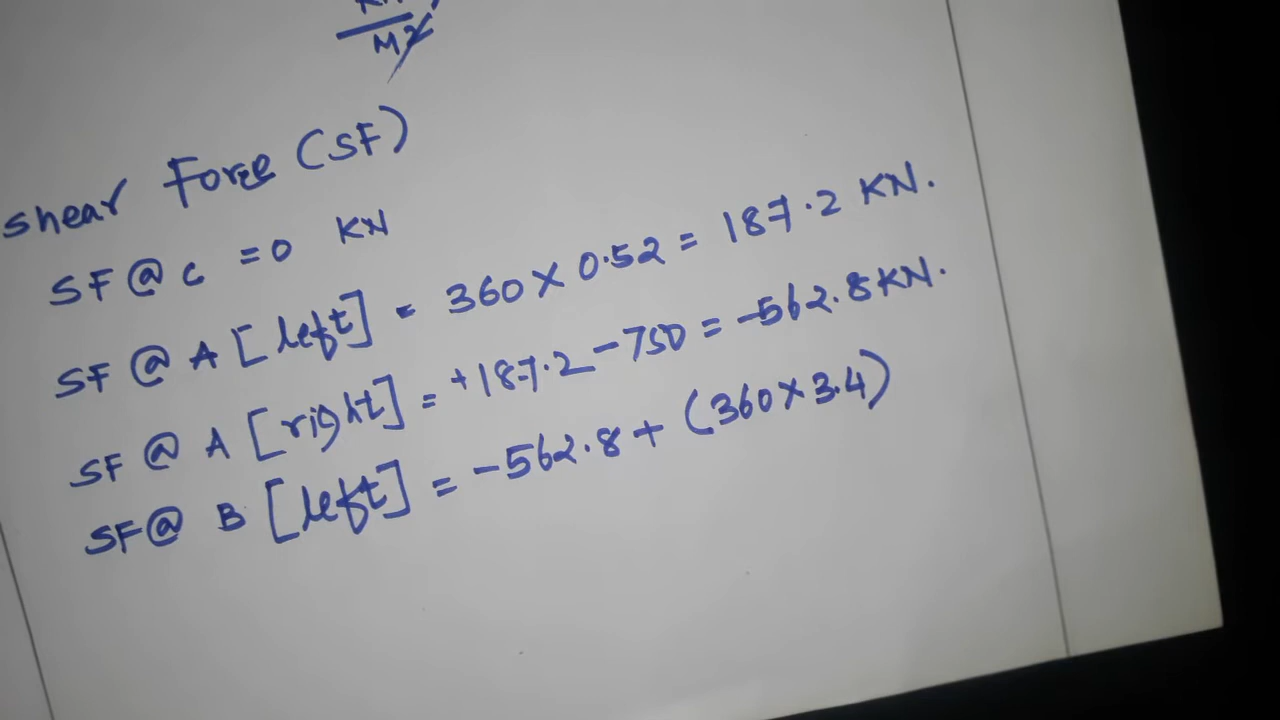 M2
Shear Force (SF)
SF @ C = 0 KN
SF @ A [left] = 360 × 0.52 = 187.2 KN.
SF @ A [right] = +187.2 - 750 = -562.8 KN.
SF @ B [left] = -562.8 + (360 × 3.4)